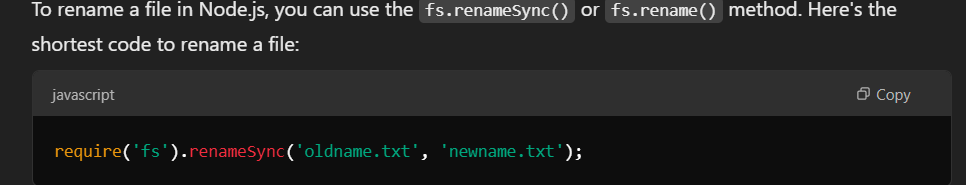 To rename a file in Node.js, you can use the fs.renameSync() or fs.rename() method. Here's the
shortest code to rename a file:
javascript
Copy
require('fs').renameSync('oldname.txt', 'newname.txt');